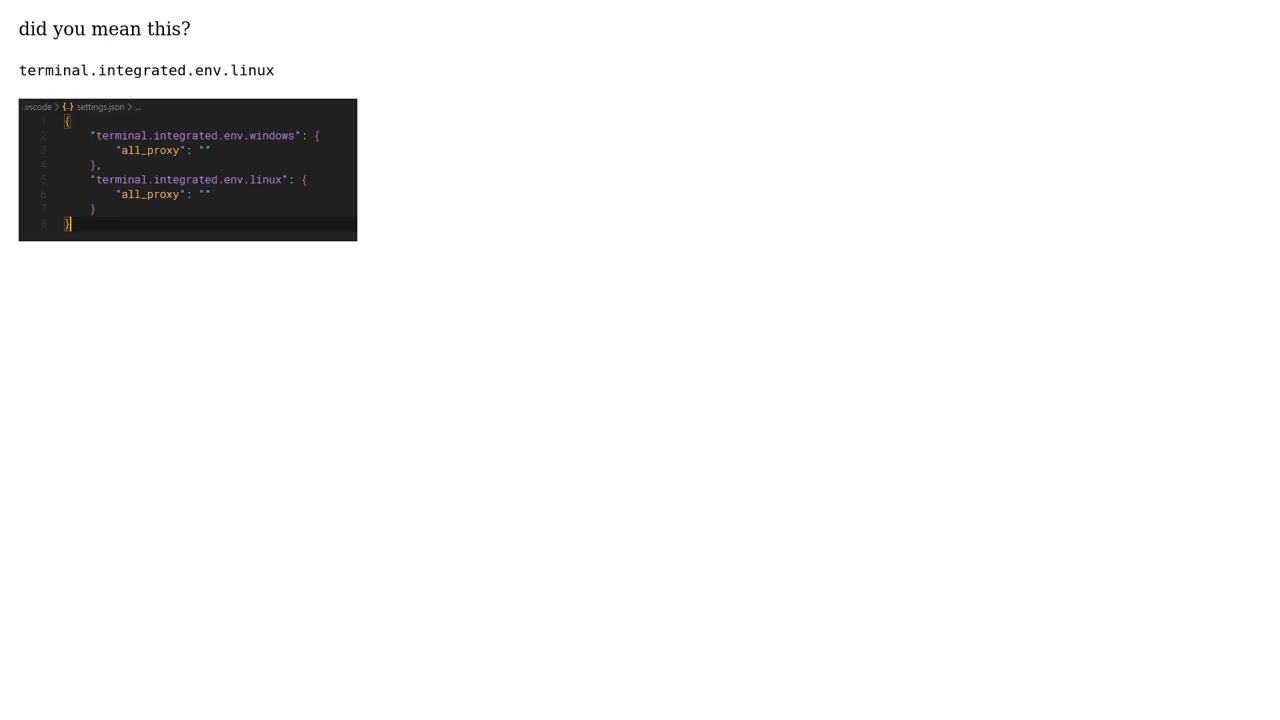 did you mean this?
terminal.integrated.env.linux
.vscode > {..} settings.json > ...
1 {
2 "terminal.integrated.env.windows": {
3 "all_proxy": ""
4 },
5 "terminal.integrated.env.linux": {
6 "all_proxy": ""
7 }
8 }